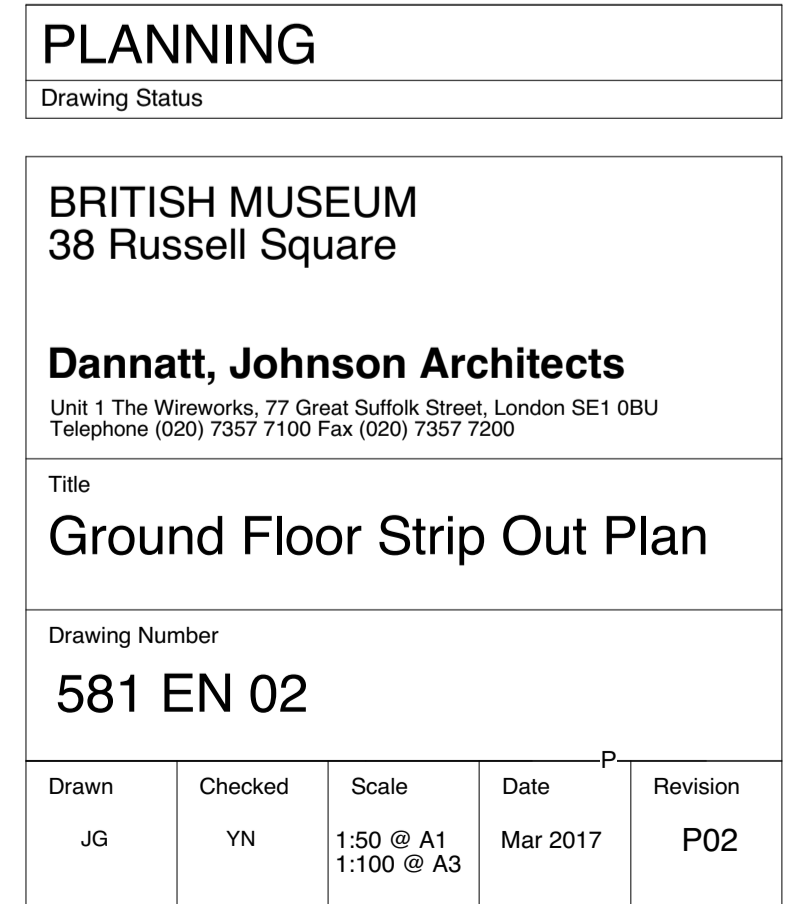 PLANNING
Drawing Status
BRITISH MUSEUM
38 Russell Square
Dannatt, Johnson Architects
Unit 1 The Wireworks, 77 Great Suffolk Street, London SE1 0BU
Telephone (020) 7357 7100 Fax (020) 7357 7200
Title
Ground Floor Strip Out Plan
Drawing Number
581 EN 02
P
Drawn Checked Scale Date Revision
JG YN 1:50 @ A1 Mar 2017 P02
1:100 @ A3